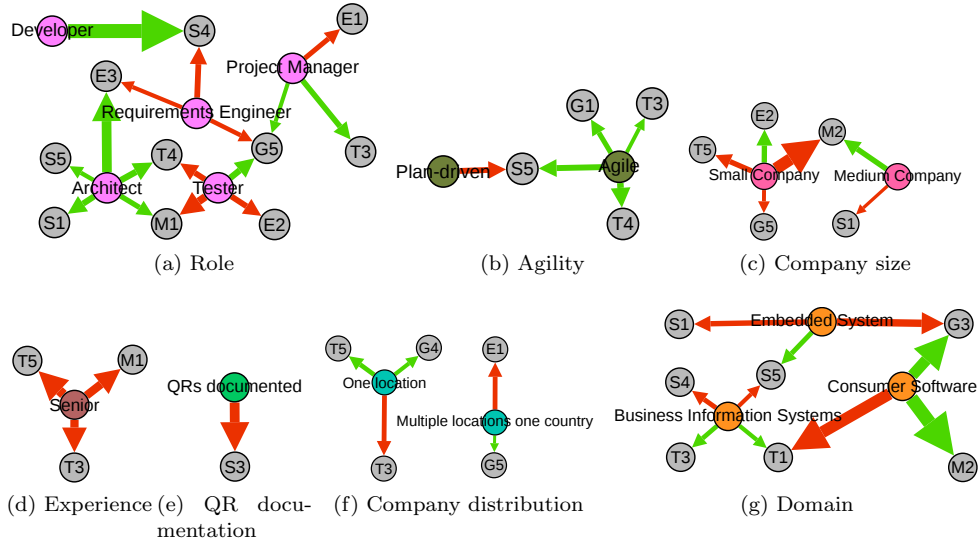 Developer
S4
E1
Project Manager
E3
Requirements Engineer
G5
T3
S5
T4
Architect
Tester
S1
M1
E2
(a) Role
G1
T3
Plan-driven
S5
Agile
T4
(b) Agility
E2
M2
T5
Small Company
Medium Company
G5
S1
(c) Company size
T5
M1
Senior
T3
(d) Experience
QRs documented
S3
(e) QR docu-
mentation
T5
G4
E1
One location
Multiple locations one country
T3
G5
(f) Company distribution
S1
Embedded System
G3
S4
S5
Consumer Software
Business Information Systems
T3
T1
M2
(g) Domain